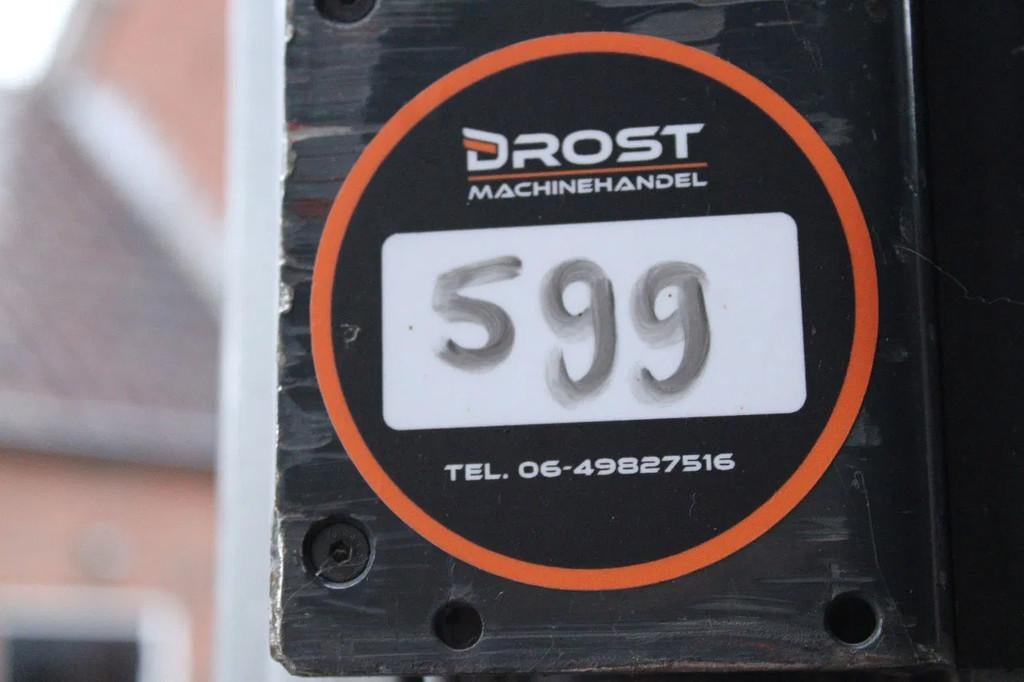 DROST
MACHINEHANDEL
599
TEL. 06-49827516